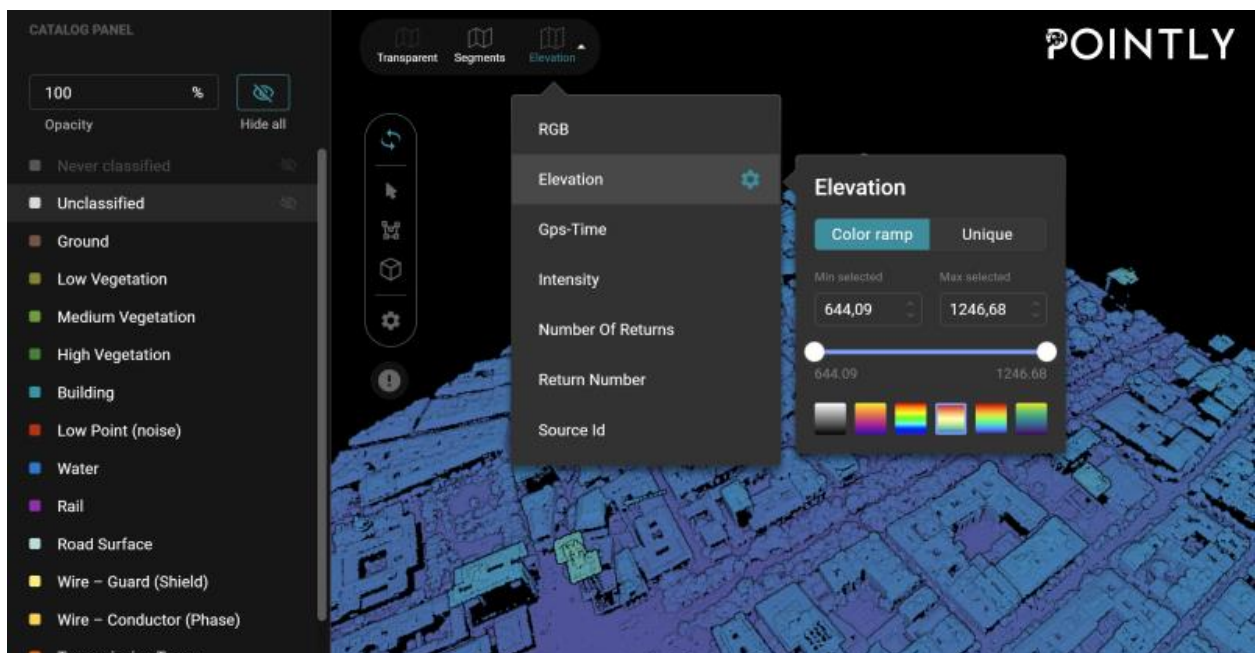 CATALOG PANEL
100 %
Opacity
Hide all
Never classified
Unclassified
Ground
Low Vegetation
Medium Vegetation
High Vegetation
Building
Low Point (noise)
Water
Rail
Road Surface
Wire – Guard (Shield)
Wire – Conductor (Phase)
Transparent Segments Elevation
RGB
Elevation
Gps-Time
Intensity
Number Of Returns
Return Number
Source Id
Elevation
Color ramp Unique
Min selected Max selected
644,09 1246,68
644.09 1246.68
POINTLY